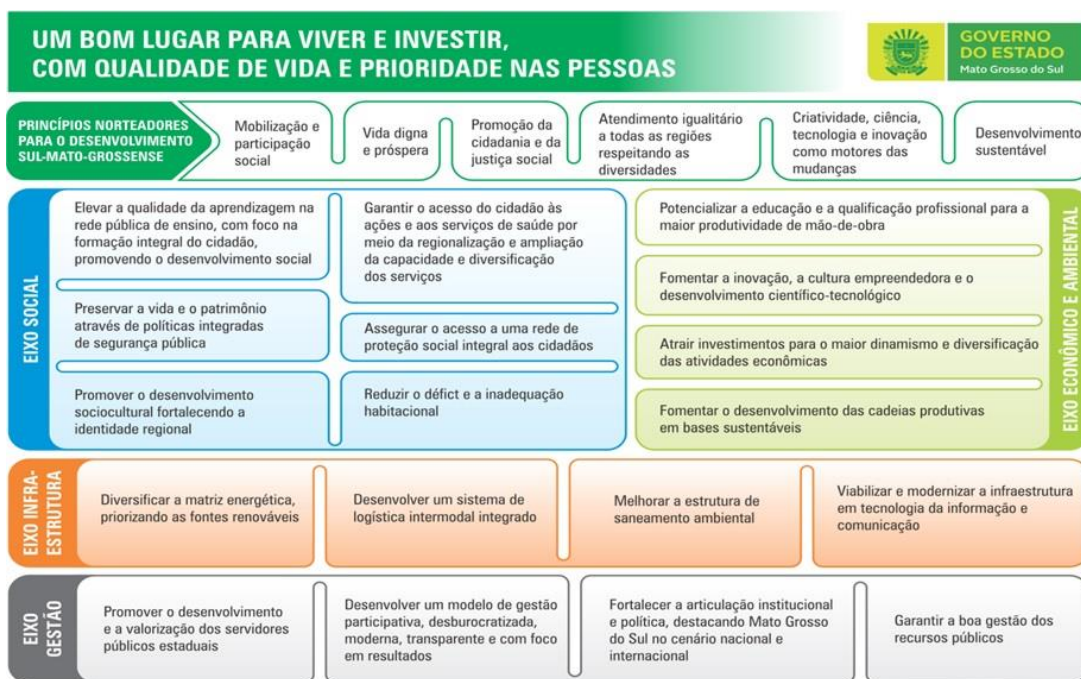 UM BOM LUGAR PARA VIVER E INVESTIR,
COM QUALIDADE DE VIDA E PRIORIDADE NAS PESSOAS
GOVERNO
DO ESTADO
Mato Grosso do Sul
PRINCÍPIOS NORTEADORES
PARA O DESENVOLVIMENTO
SUL-MATO-GROSSENSE
Mobilização e
participação
social
Vida digna
e próspera
Promoção da
cidadania e da
justiça social
Atendimento igualitário
a todas as regiões
respeitando as
diversidades
Criatividade, ciência,
tecnologia e inovação
como motores das
mudanças
Desenvolvimento
sustentável
EIXO SOCIAL
Elevar a qualidade da aprendizagem na
rede pública de ensino, com foco na
formação integral do cidadão,
promovendo o desenvolvimento social
Preservar a vida e o patrimônio
através de políticas integradas
de segurança pública
Promover o desenvolvimento
sociocultural fortalecendo a
identidade regional
Garantir o acesso do cidadão às
ações e aos serviços de saúde por
meio da regionalização e ampliação
da capacidade e diversificação
dos serviços
Assegurar o acesso a uma rede de
proteção social integral aos cidadãos
Reduzir o défict e a inadequação
habitacional
Potencializar a educação e a qualificação profissional para a
maior produtividade de mão-de-obra
Fomentar a inovação, a cultura empreendedora e o
desenvolvimento científico-tecnológico
Atrair investimentos para o maior dinamismo e diversificação
das atividades econômicas
Fomentar o desenvolvimento das cadeias produtivas
em bases sustentáveis
EIXO ECONÔMICO E AMBIENTAL
EIXO INFRA-
ESTRUTURA
Diversificar a matriz energética,
priorizando as fontes renováveis
Desenvolver um sistema de
logística intermodal integrado
Melhorar a estrutura de
saneamento ambiental
Viabilizar e modernizar a infraestrutura
em tecnologia da informação e
comunicação
EIXO
GESTÃO
Promover o desenvolvimento
e a valorização dos servidores
públicos estaduais
Desenvolver um modelo de gestão
participativa, desburocratizada,
moderna, transparente e com foco
em resultados
Fortalecer a articulação institucional
e política, destacando Mato Grosso
do Sul no cenário nacional e
internacional
Garantir a boa gestão dos
recursos públicos